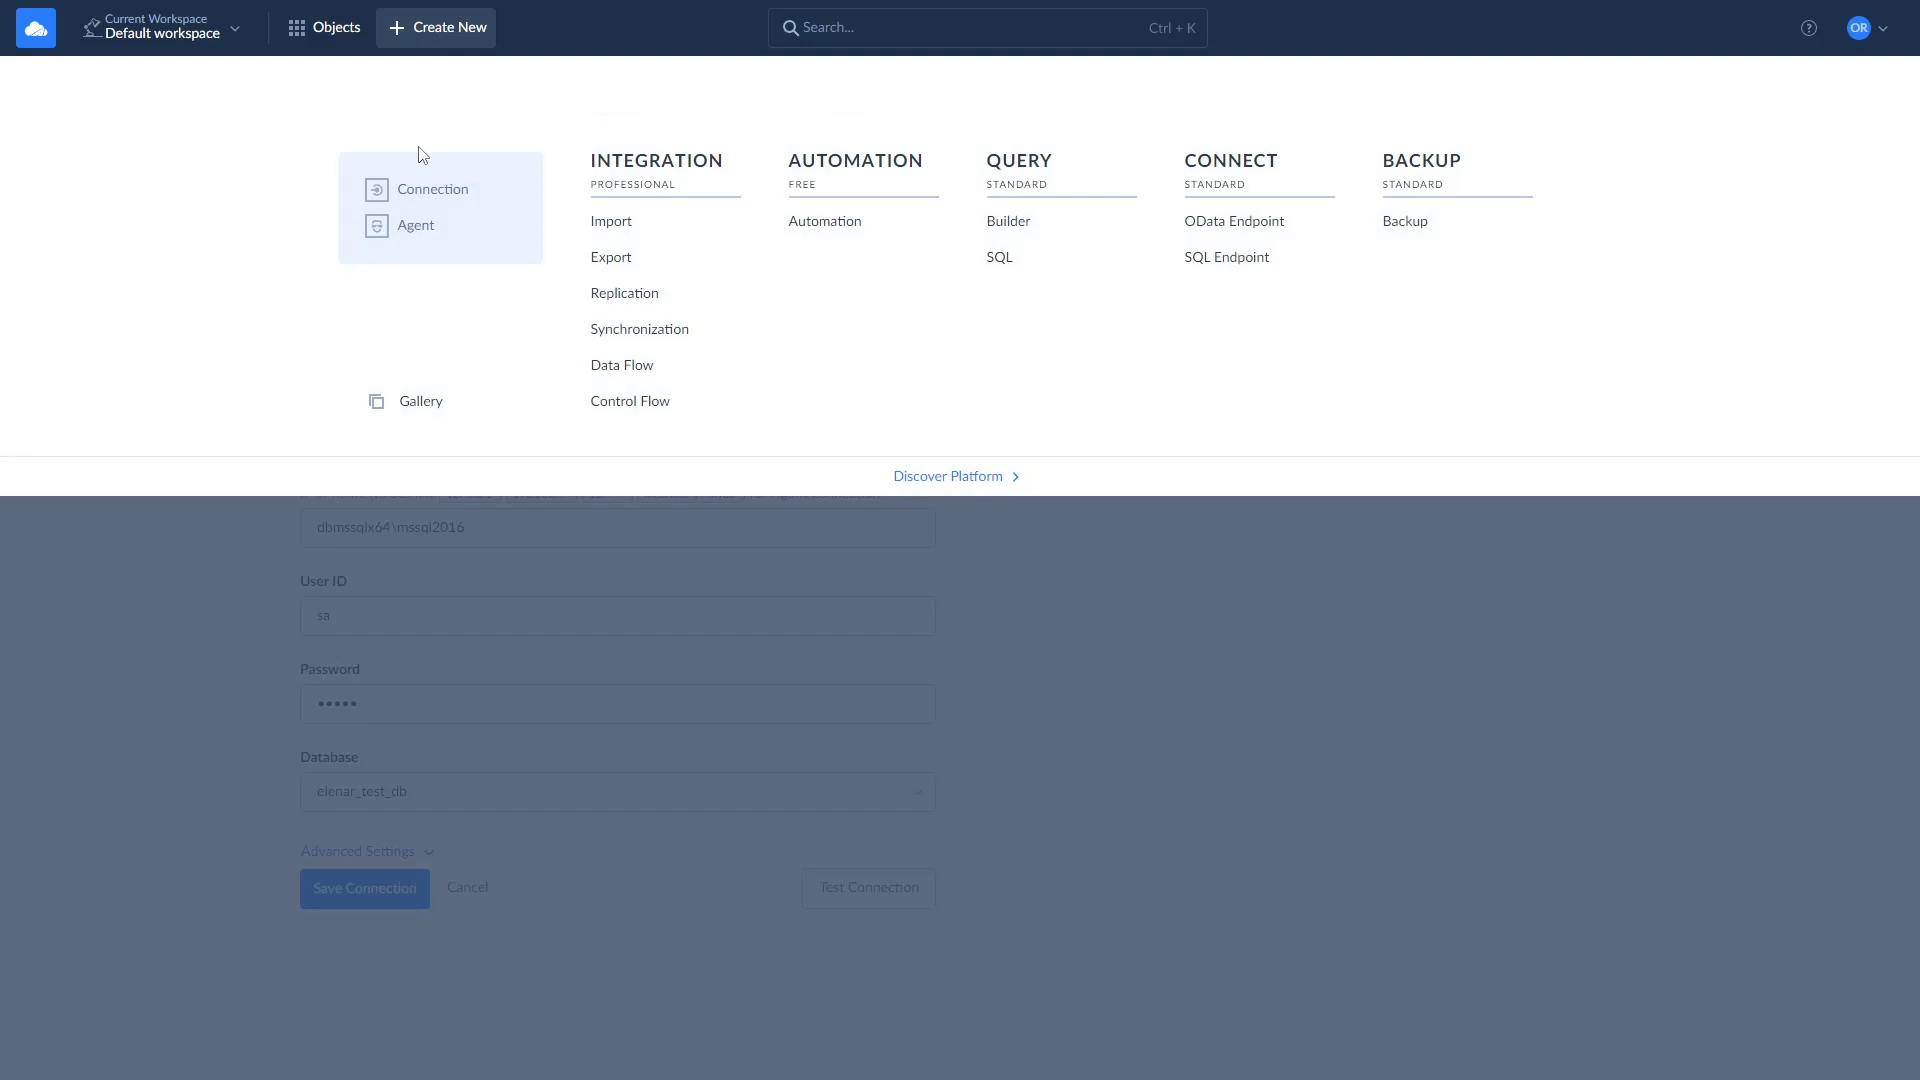 Current Workspace
Default workspace
Objects
Create New
Search...
Ctrl + K
?
OR
Connection
Agent
Gallery
INTEGRATION
PROFESSIONAL
Import
Export
Replication
Synchronization
Data Flow
Control Flow
AUTOMATION
FREE
Automation
QUERY
STANDARD
Builder
SQL
CONNECT
STANDARD
OData Endpoint
SQL Endpoint
BACKUP
STANDARD
Backup
Discover Platform
dbmssqlx64\mssql2016
User ID
sa
Password
Database
elenar_test_db
Advanced Settings
Save Connection
Cancel
Test Connection